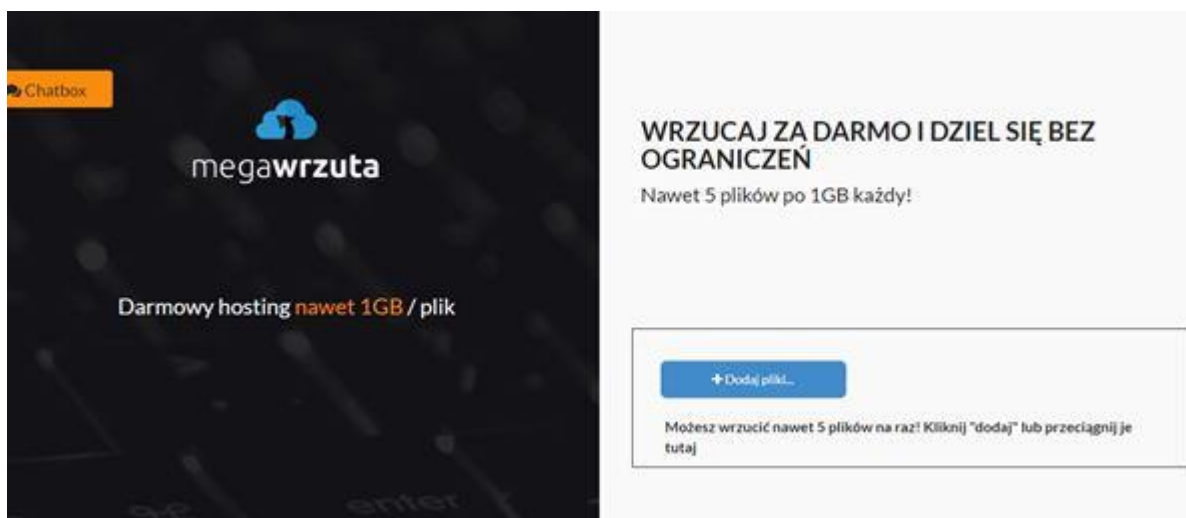 Chatbox
megawrzuta
Darmowy hosting nawet 1GB / plik
enter
WRZUCAJ ZA DARMO I DZIEL SIĘ BEZ
OGRANICZEŃ
Nawet 5 plików po 1GB każdy!
+ Dodaj pliki...
Możesz wrzucić nawet 5 plików na raz! Kliknij "dodaj" lub przeciągnij je
tutaj